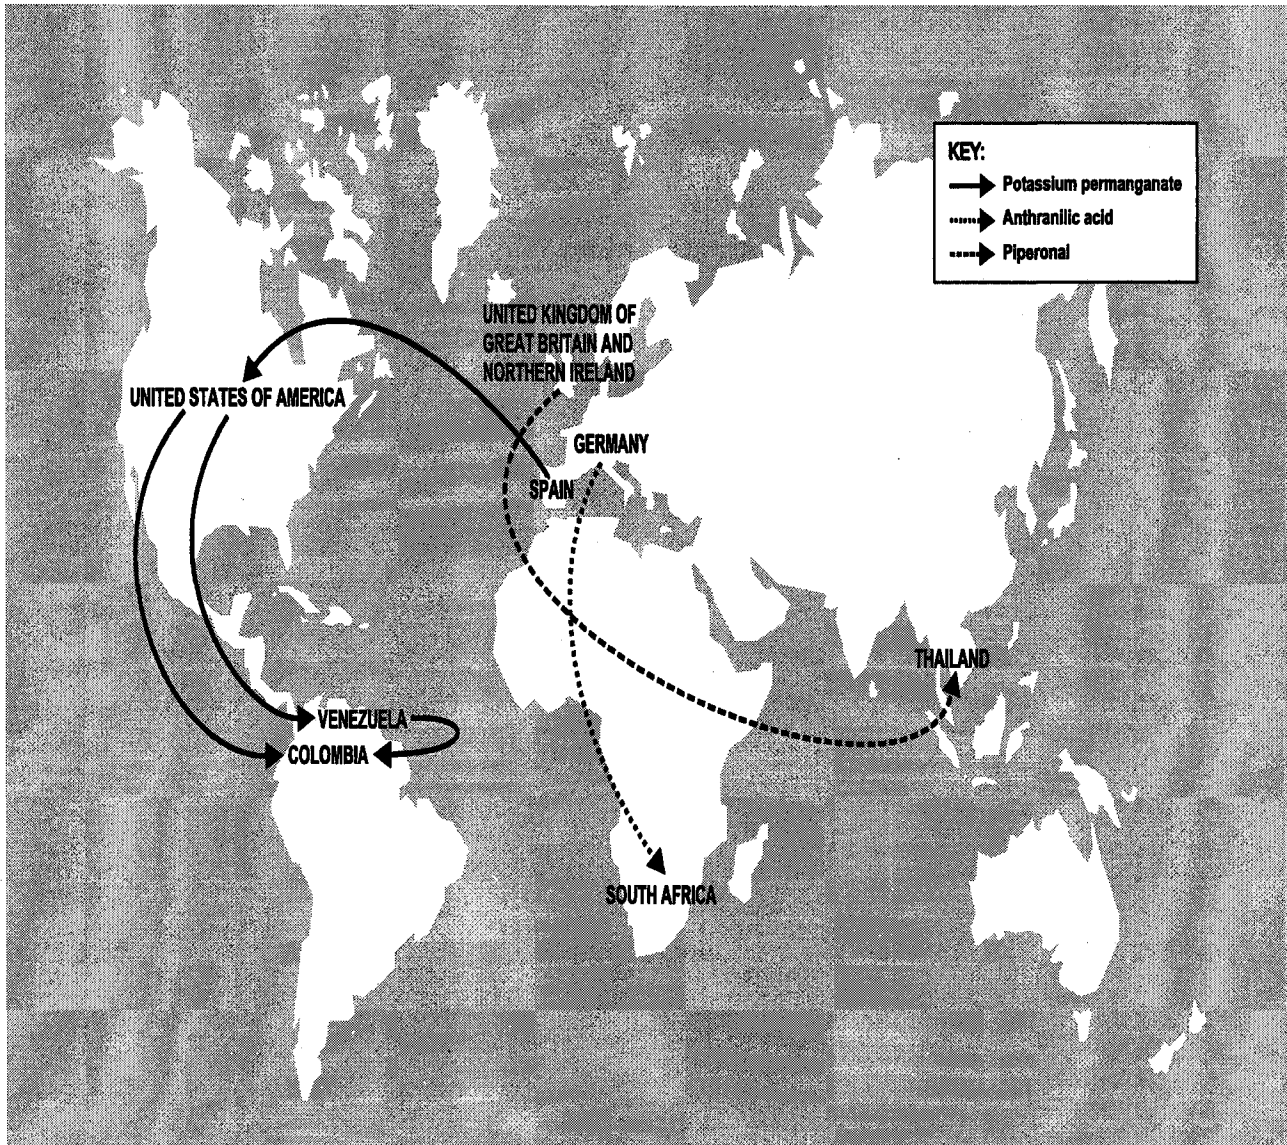 KEY:
Potassium permanganate
Anthranilic acid
Piperonal
UNITED KINGDOM OF
GREAT BRITAIN AND
NORTHERN IRELAND
UNITED STATES OF AMERICA
GERMANY
SPAIN
THAILAND
VENEZUELA
COLOMBIA
SOUTH AFRICA